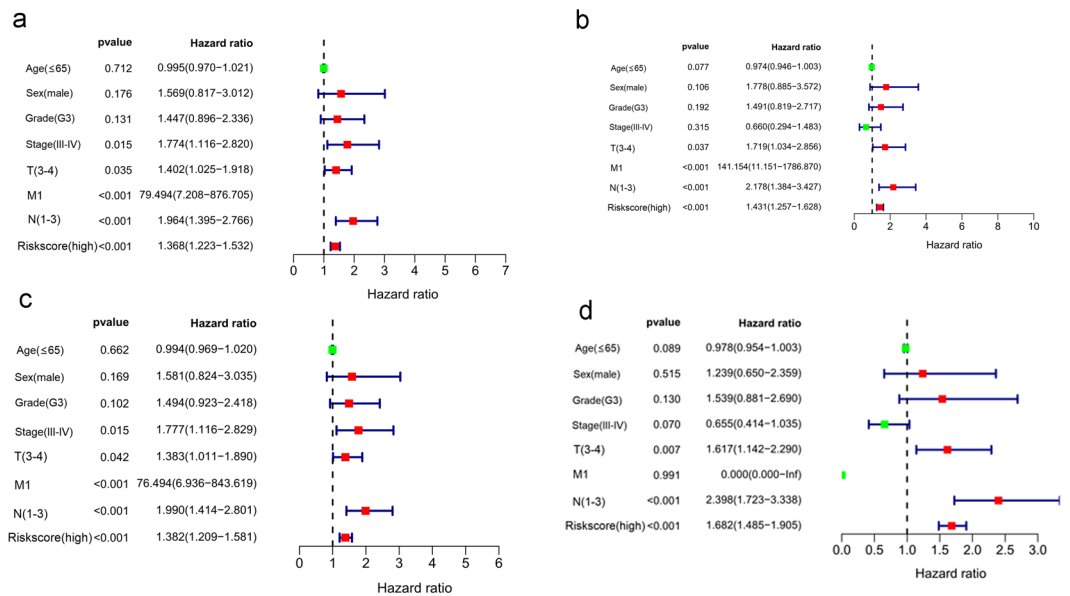 a
pvalue Hazard ratio
Age(≤65) 0.712 0.995(0.970−1.021)
Sex(male) 0.176 1.569(0.817−3.012)
Grade(G3) 0.131 1.447(0.896−2.336)
Stage(III-IV) 0.015 1.774(1.116−2.820)
T(3-4) 0.035 1.402(1.025−1.918)
M1 <0.001 79.494(7.208−876.705)
N(1-3) <0.001 1.964(1.395−2.766)
Riskscore(high) <0.001 1.368(1.223−1.532)
0 1 2 3 4 5 6 7
Hazard ratio
b
pvalue Hazard ratio
Age(≤65) 0.077 0.974(0.946−1.003)
Sex(male) 0.106 1.778(0.885−3.572)
Grade(G3) 0.192 1.491(0.819−2.717)
Stage(III-IV) 0.315 0.660(0.294−1.483)
T(3-4) 0.037 1.719(1.034−2.856)
M1 <0.001 141.154(11.151−1786.870)
N(1-3) <0.001 2.178(1.384−3.427)
Riskscore(high) <0.001 1.431(1.257−1.628)
0 2 4 6 8 10
Hazard ratio
c
pvalue Hazard ratio
Age(≤65) 0.662 0.994(0.969−1.020)
Sex(male) 0.169 1.581(0.824−3.035)
Grade(G3) 0.102 1.494(0.923−2.418)
Stage(III-IV) 0.015 1.777(1.116−2.829)
T(3-4) 0.042 1.383(1.011−1.890)
M1 <0.001 76.494(6.936−843.619)
N(1-3) <0.001 1.990(1.414−2.801)
Riskscore(high) <0.001 1.382(1.209−1.581)
0 1 2 3 4 5 6
Hazard ratio
d
pvalue Hazard ratio
Age(≤65) 0.089 0.978(0.954−1.003)
Sex(male) 0.515 1.239(0.650−2.359)
Grade(G3) 0.130 1.539(0.881−2.690)
Stage(III-IV) 0.070 0.655(0.414−1.035)
T(3-4) 0.007 1.617(1.142−2.290)
M1 0.991 0.000(0.000−Inf)
N(1-3) <0.001 2.398(1.723−3.338)
Riskscore(high) <0.001 1.682(1.485−1.905)
0.0 0.5 1.0 1.5 2.0 2.5 3.0
Hazard ratio